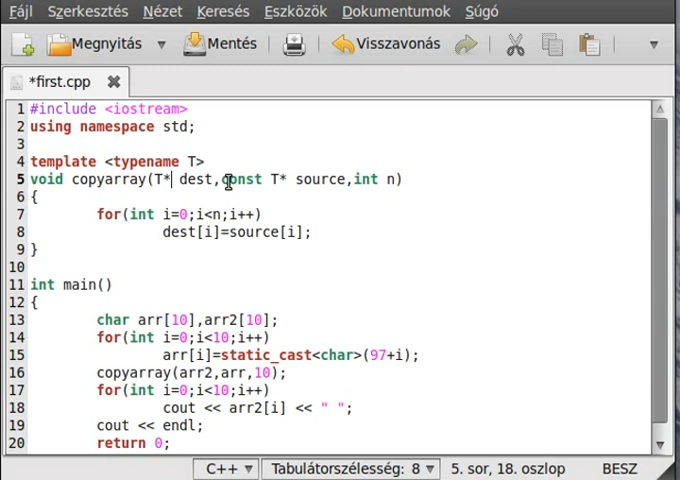 Fájl Szerkesztés Nézet Keresés Eszközök Dokumentumok Súgó
Megnyitás Mentés Visszavonás
*first.cpp
1 #include <iostream>
2 using namespace std;
3
4 template <typename T>
5 void copyarray(T* dest,const T* source,int n)
6 {
7 for(int i=0;i<n;i++)
8 dest[i]=source[i];
9 }
10
11 int main()
12 {
13 char arr[10],arr2[10];
14 for(int i=0;i<10;i++)
15 arr[i]=static_cast<char>(97+i);
16 copyarray(arr2,arr,10);
17 for(int i=0;i<10;i++)
18 cout << arr2[i] << " ";
19 cout << endl;
20 return 0;
C++ Tabulátorszélesség: 8 5. sor, 18. oszlop BESZ